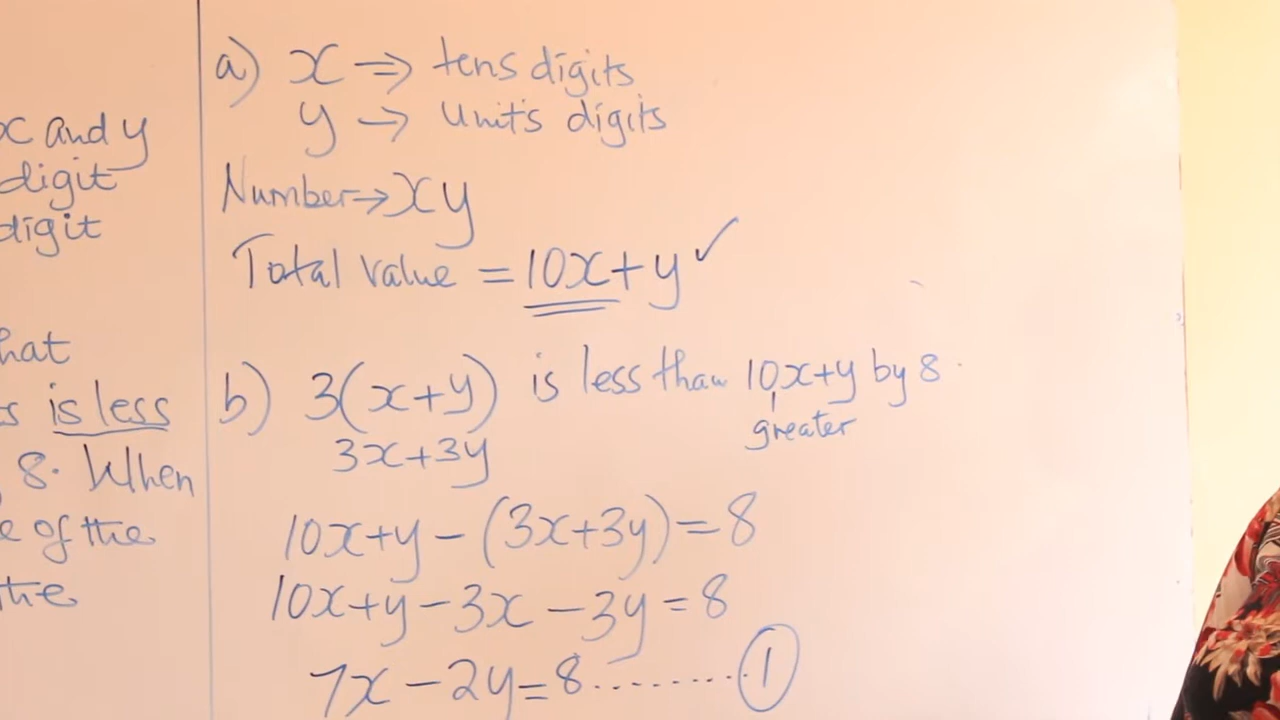 x and y
digit
digit
hat
s is less
8. When
e of the
the
a) x ⇒ tens digits
y → Units digits
Number → xy
Total value = 10x+y ✓
b) 3(x+y) is less than 10x+y by 8.
greater
3x+3y
10x+y-(3x+3y)=8
10x+y-3x-3y=8
7x-2y=8........①